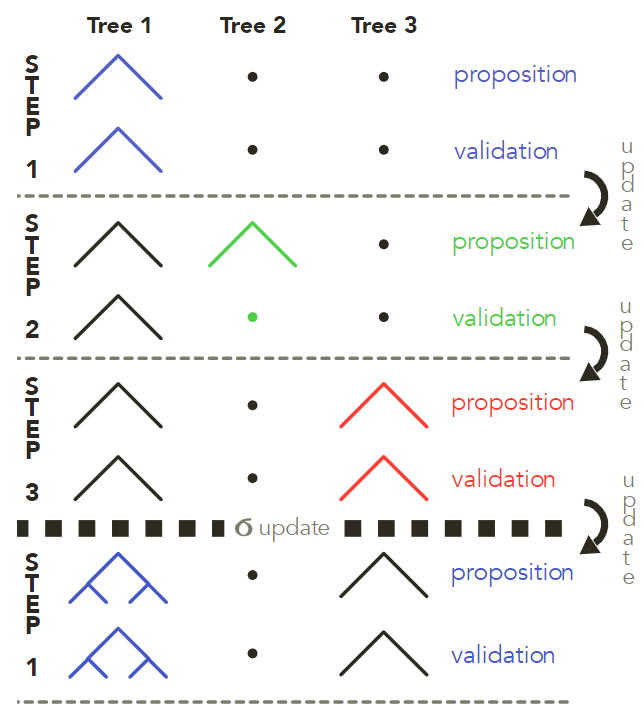 Tree 1 Tree 2 Tree 3
STEP 1
proposition
validation
update
STEP 2
proposition
validation
update
STEP 3
proposition
validation
update
σ update
STEP 1
proposition
validation